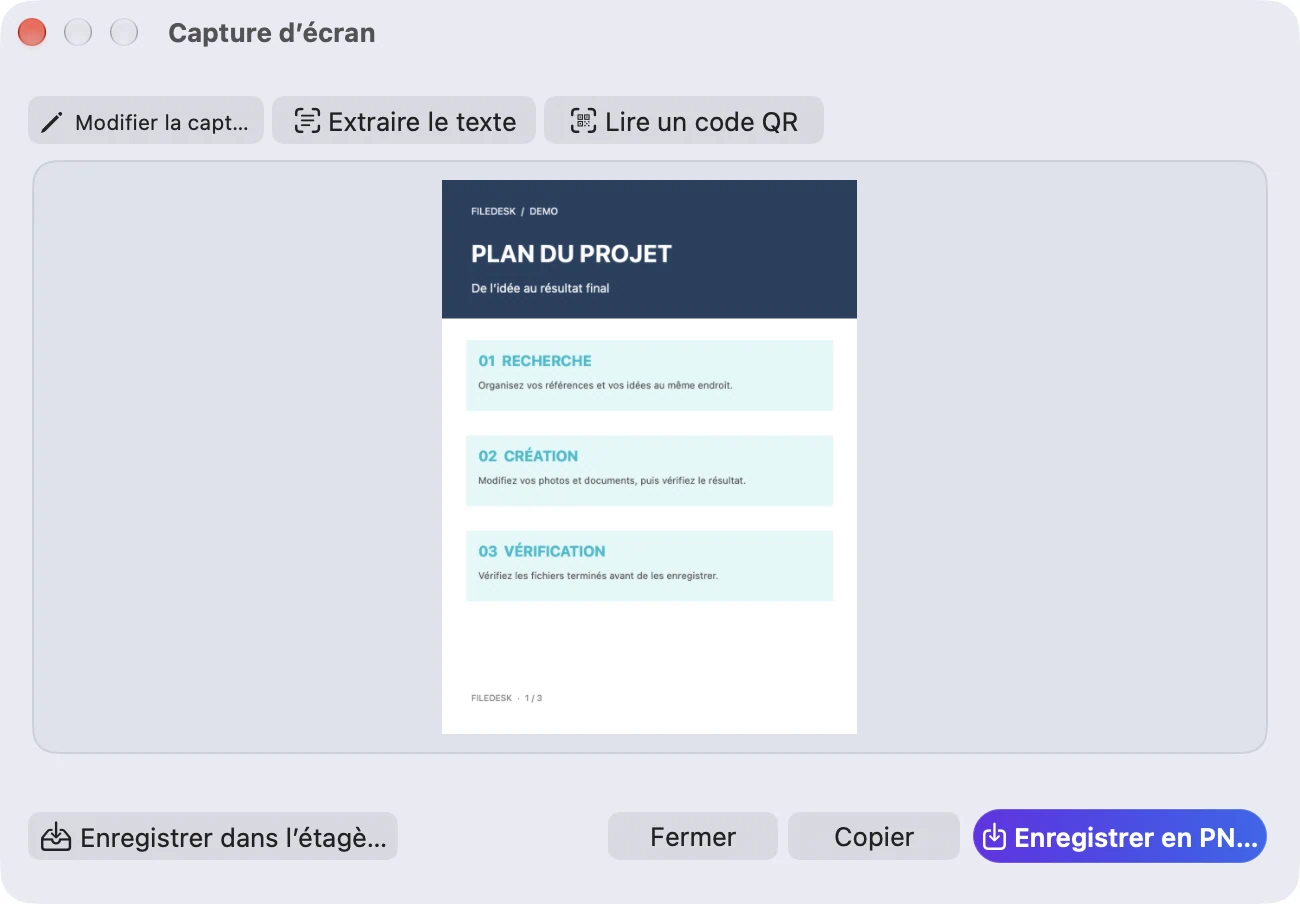 Capture d’écran
Modifier la capt...
Extraire le texte
Lire un code QR
FILEDESK / DEMO
PLAN DU PROJET
De l’idée au résultat final
01 RECHERCHE
Organisez vos références et vos idées au même endroit.
02 CRÉATION
Modifiez vos photos et documents, puis vérifiez le résultat.
03 VÉRIFICATION
Vérifiez les fichiers terminés avant de les enregistrer.
FILEDESK · 1 / 3
Enregistrer dans l’étagè...
Fermer
Copier
Enregistrer en PN...